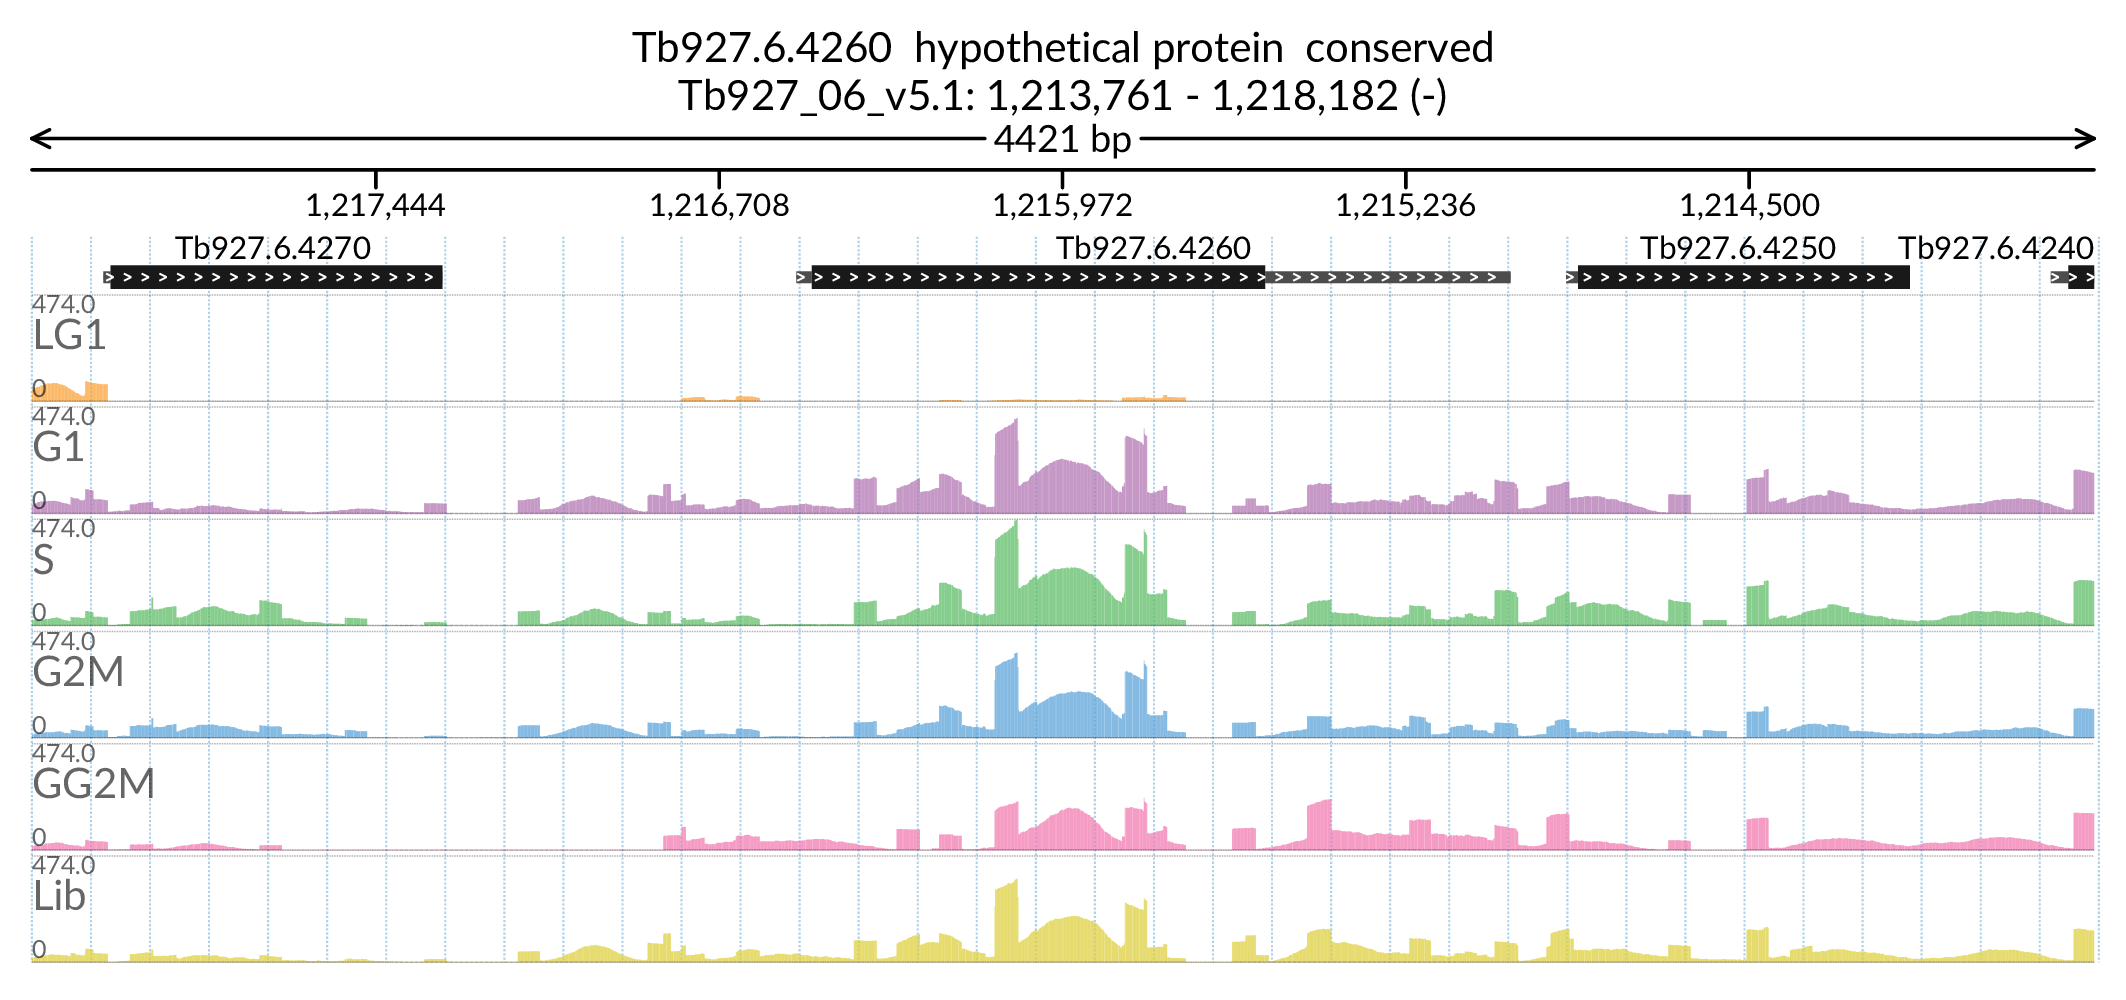 Tb927.6.4260 hypothetical protein conserved
Tb927_06_v5.1: 1,213,761 - 1,218,182 (-)
4421 bp
1,217,444 1,216,708 1,215,972 1,215,236 1,214,500
Tb927.6.4270 Tb927.6.4260 Tb927.6.4250 Tb927.6.4240
474.0
LG1
0
474.0
G1
0
474.0
S
0
474.0
G2M
0
474.0
GG2M
0
474.0
Lib
0